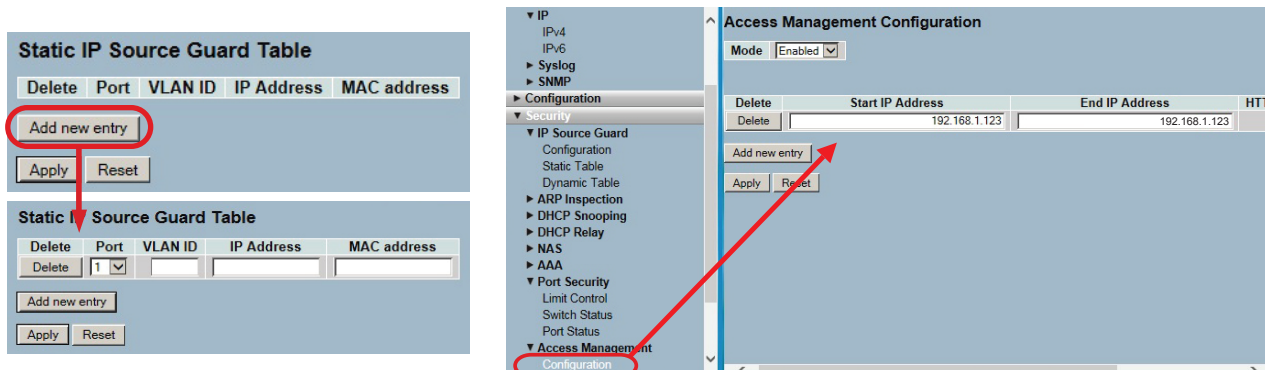 Static IP Source Guard Table
Delete Port VLAN ID IP Address MAC address
Add new entry
Apply Reset
Static IP Source Guard Table
Delete Port VLAN ID IP Address MAC address
Delete 1
Add new entry
Apply Reset
IP
IPv4
IPv6
Syslog
SNMP
Configuration
Security
IP Source Guard
Configuration
Static Table
Dynamic Table
ARP Inspection
DHCP Snooping
DHCP Relay
NAS
AAA
Port Security
Limit Control
Switch Status
Port Status
Access Management
Configuration
Access Management Configuration
Mode Enabled
Delete Start IP Address End IP Address HTT
Delete 192.168.1.123 192.168.1.123
Add new entry
Apply Reset